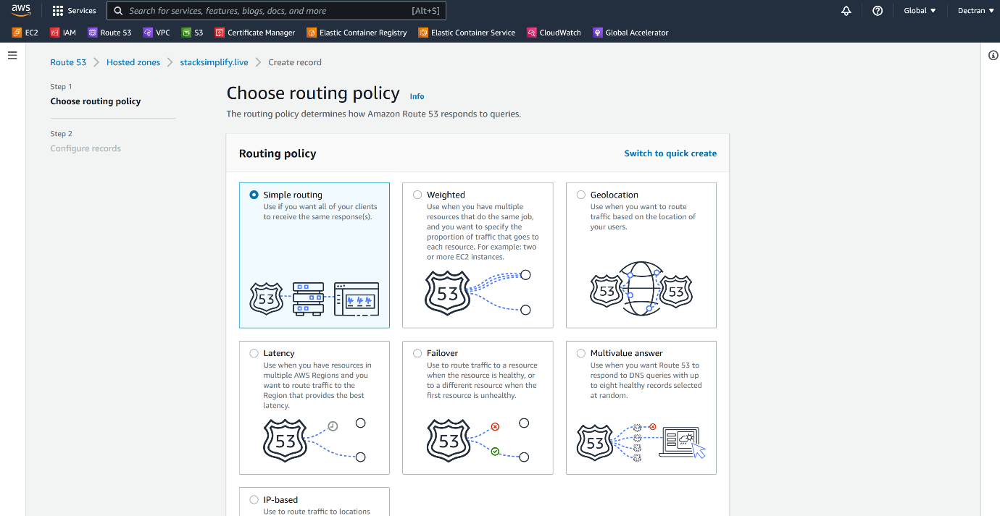 aws
Services
Search for services, features, blogs, docs, and more
[Alt+S]
Global ▼
Dectran ▼
EC2
IAM
Route 53
VPC
S3
Certificate Manager
Elastic Container Registry
Elastic Container Service
CloudWatch
Global Accelerator
Route 53
Hosted zones
stacksimplify.live
Create record
Step 1
Choose routing policy
Step 2
Configure records
Choose routing policy
Info
The routing policy determines how Amazon Route 53 responds to queries.
Routing policy
Switch to quick create
Simple routing
Use if you want all of your clients
to receive the same response(s).
53
Weighted
Use when you have multiple
resources that do the same job,
and you want to specify the
proportion of traffic that goes to
each resource. For example: two
or more EC2 instances.
53
Geolocation
Use when you want to route
traffic based on the location of
your users.
53
53
Latency
Use when you have resources in
multiple AWS Regions and you
want to route traffic to the
Region that provides the best
latency.
53
Failover
Use to route traffic to a resource
when the resource is healthy, or
to a different resource when the
first resource is unhealthy.
53
Multivalue answer
Use when you want Route 53 to
respond to DNS queries with up
to eight healthy records selected
at random.
53
IP-based
Use to route traffic to locations